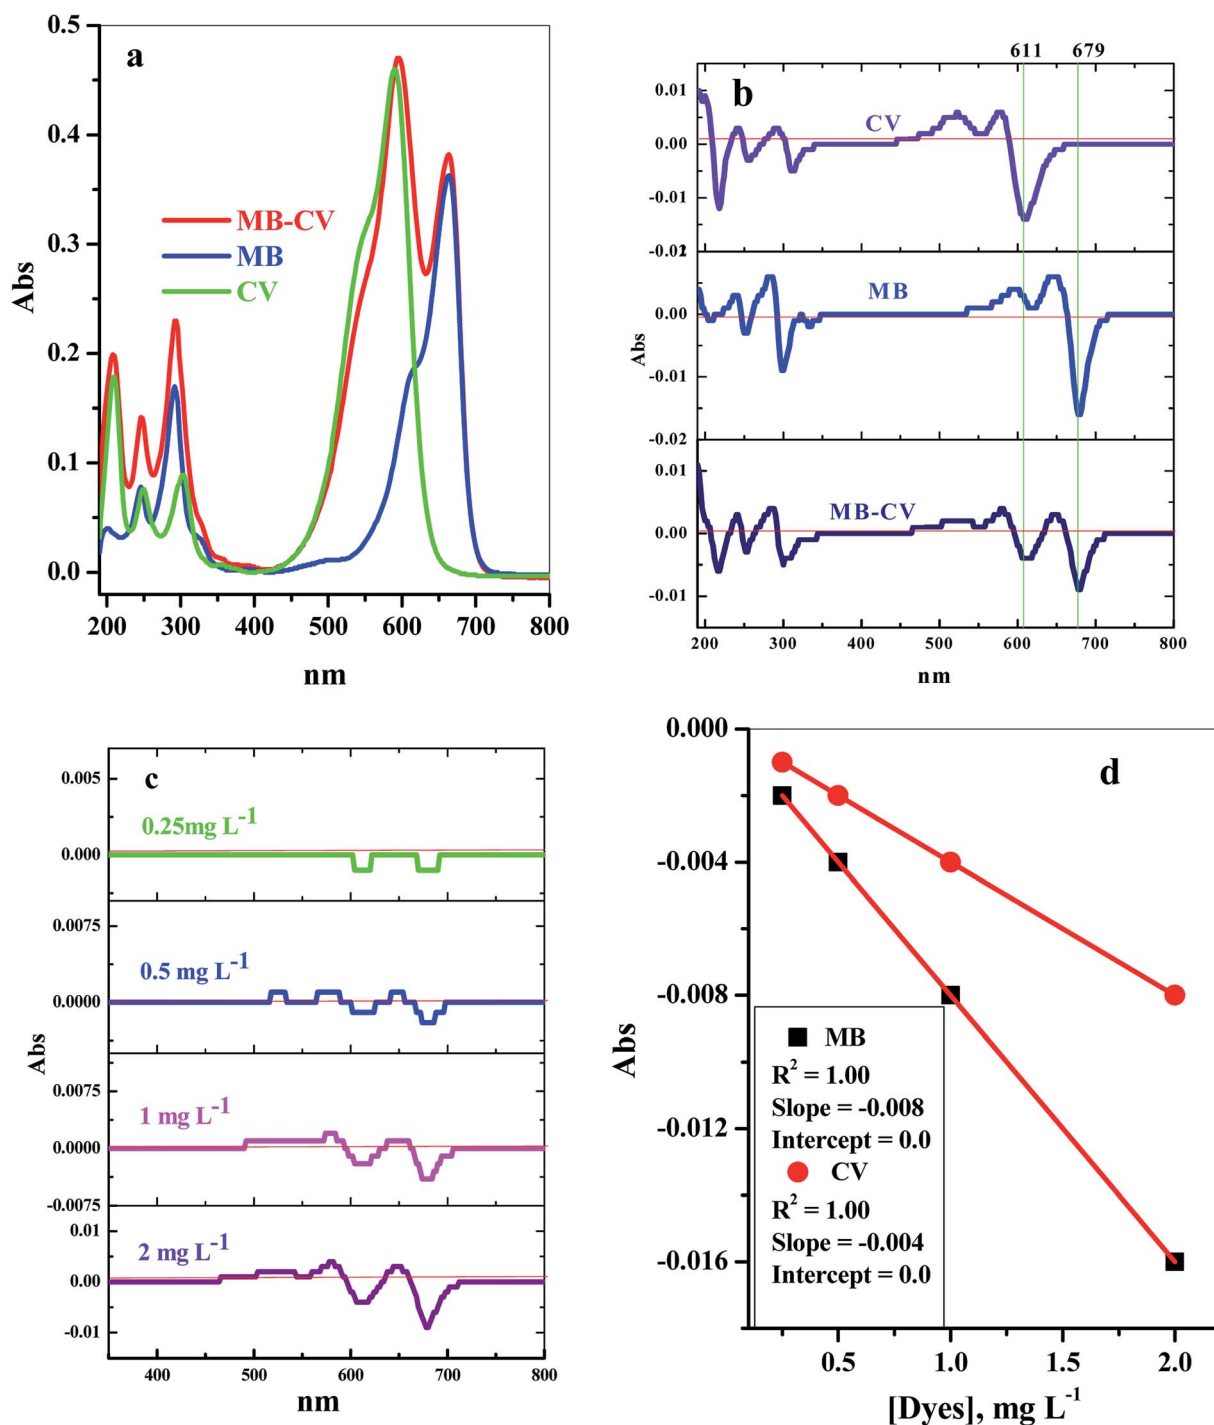 a
0.5
0.4
0.3
0.2
0.1
0.0
Abs
MB-CV
MB
CV
200 300 400 500 600 700 800
nm
611 679
b
0.01
0.00
-0.01
-0.02
CV
0.00
-0.01
-0.02
MB
Abs
0.01
0.00
-0.01
MB-CV
200 300 400 500 600 700 800
nm
c
0.005
0.000
0.25mg L-1
0.0075
0.0000
0.5 mg L-1
Abs
0.0075
0.0000
-0.0075
1 mg L-1
0.01
0.00
-0.01
2 mg L-1
400 500 600 700 800
nm
d
0.000
-0.004
-0.008
-0.012
-0.016
Abs
MB
R2 = 1.00
Slope = -0.008
Intercept = 0.0
CV
R2 = 1.00
Slope = -0.004
Intercept = 0.0
0.5 1.0 1.5 2.0
[Dyes], mg L-1